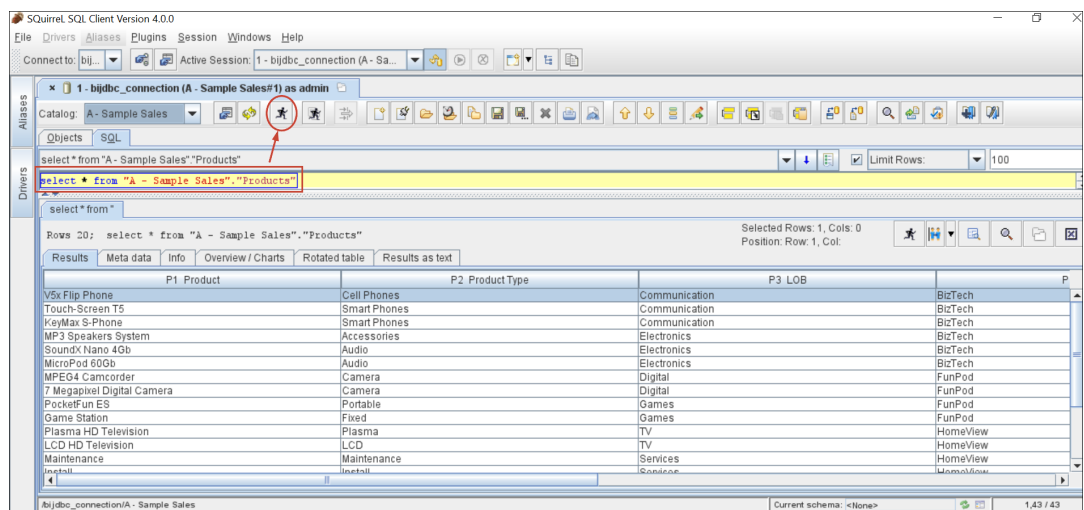 SQuirreL SQL Client Version 4.0.0
File Drivers Aliases Plugins Session Windows Help
Connect to: bij... Active Session: 1 - bijdbc_connection (A - Sa...
Aliases
Drivers
1 - bijdbc_connection (A - Sample Sales#1) as admin
Catalog: A - Sample Sales
Objects SQL
select * from "A - Sample Sales"."Products" Limit Rows: 100
select * from "A - Sample Sales"."Products"
select * from "
Rows 20; select * from "A - Sample Sales"."Products" Selected Rows: 1, Cols: 0
Position: Row: 1, Col:
Results Meta data Info Overview / Charts Rotated table Results as text
P1 Product P2 Product Type P3 LOB P
V5x Flip Phone Cell Phones Communication BizTech
Touch-Screen T5 Smart Phones Communication BizTech
KeyMax S-Phone Smart Phones Communication BizTech
MP3 Speakers System Accessories Electronics BizTech
SoundX Nano 4Gb Audio Electronics BizTech
MicroPod 60Gb Audio Electronics BizTech
MPEG4 Camcorder Camera Digital FunPod
7 Megapixel Digital Camera Camera Digital FunPod
PocketFun ES Portable Games FunPod
Game Station Fixed Games FunPod
Plasma HD Television Plasma TV HomeView
LCD HD Television LCD TV HomeView
Maintenance Maintenance Services HomeView
Install Install Services HomeView
/bijdbc_connection/A - Sample Sales Current schema: <None> 1,43 / 43